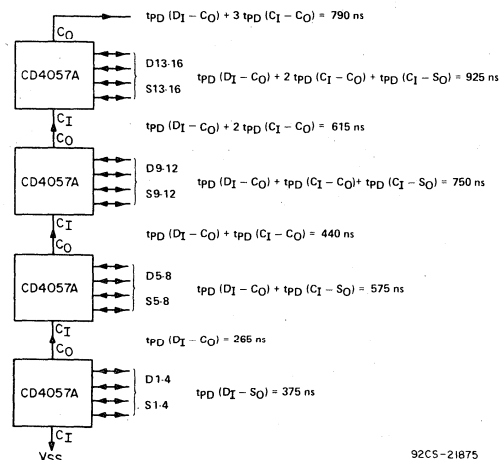 CO
tPD (DI – CO) + 3 tPD (CI – CO) = 790 ns
CD4057A
D13-16
S13-16
tPD (DI – CO) + 2 tPD (CI – CO) + tPD (CI – SO) = 925 ns
CI
CO
tPD (DI – CO) + 2 tPD (CI – CO) = 615 ns
CD4057A
D9-12
S9-12
tPD (DI – CO) + tPD (CI – CO) + tPD (CI – SO) = 750 ns
CI
CO
tPD (DI – CO) + tPD (CI – CO) = 440 ns
CD4057A
D5-8
S5-8
tPD (DI – CO) + tPD (CI – SO) = 575 ns
CI
CO
tPD (DI – CO) = 265 ns
CD4057A
D1-4
S1-4
tPD (DI – SO) = 375 ns
CI
VSS
92CS-21875